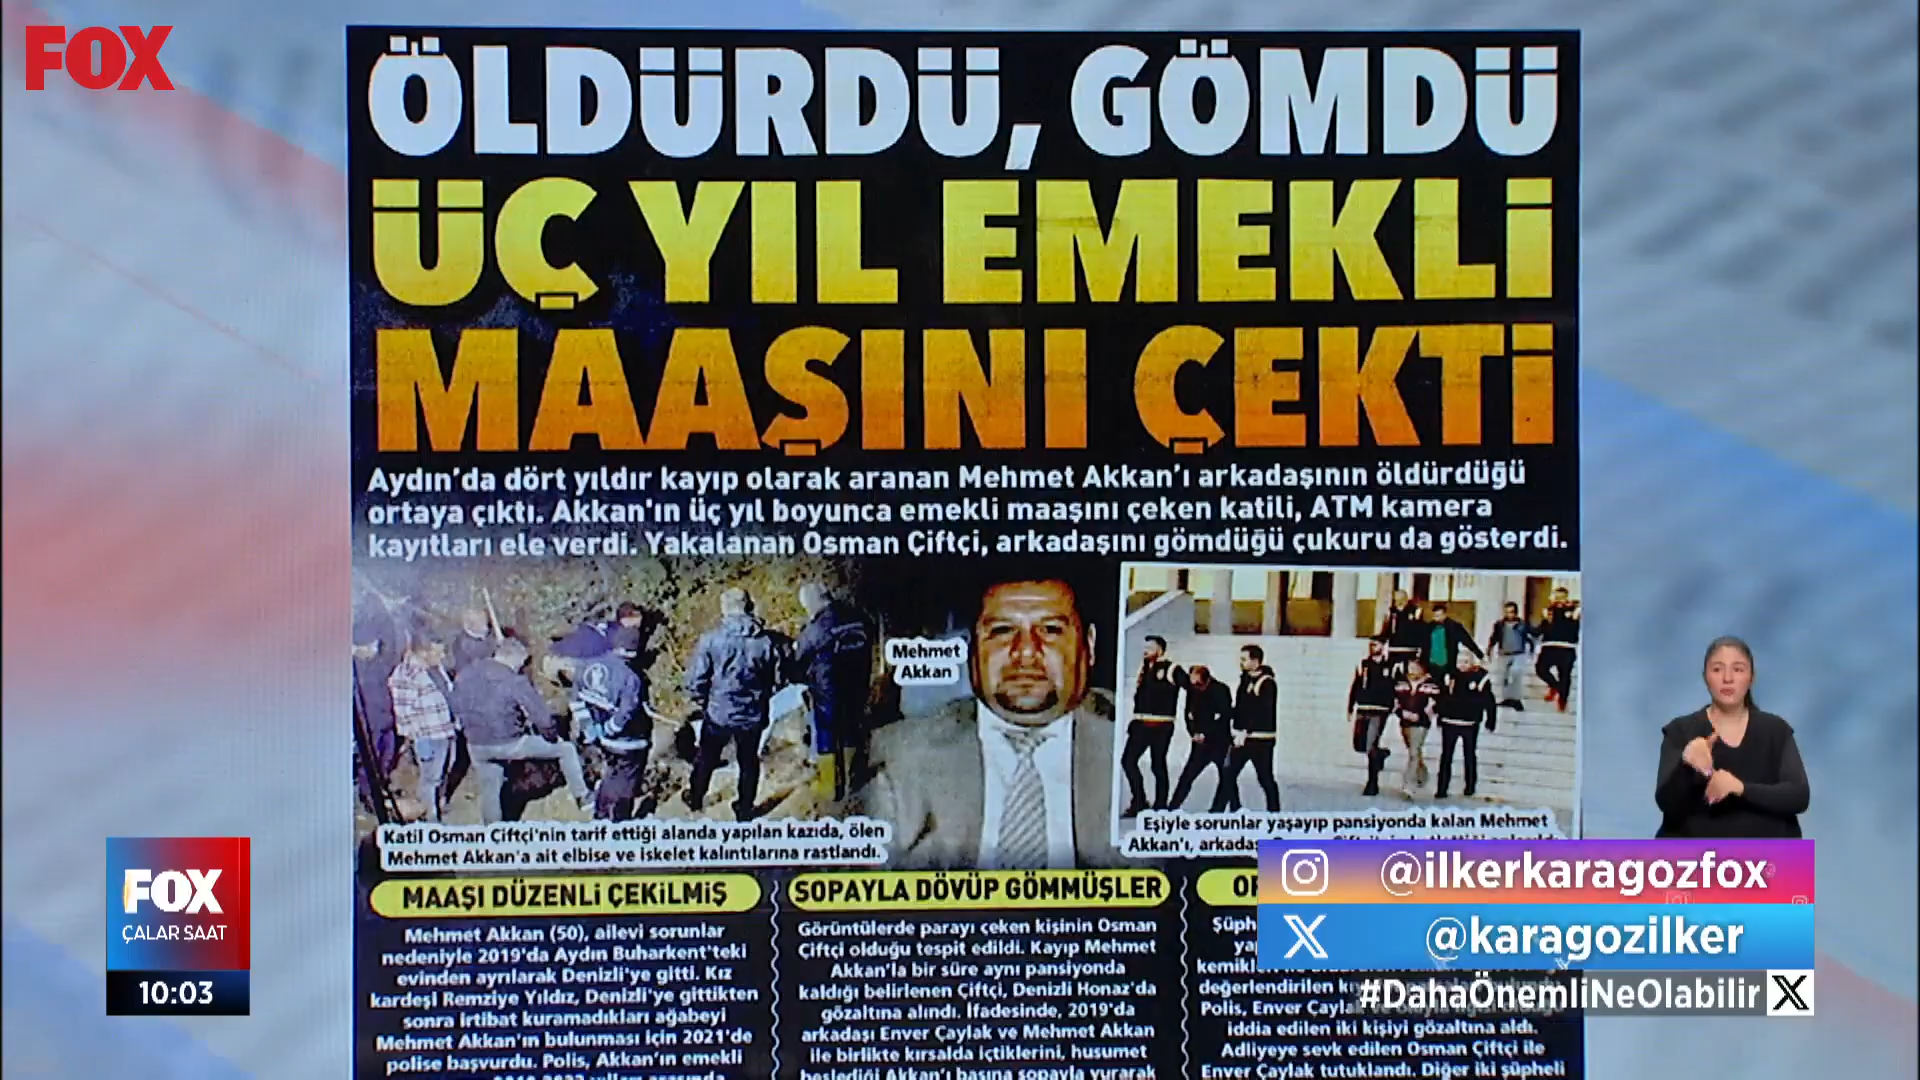 FOX
ÖLDÜRDÜ, GÖMDÜ
ÜÇ YIL EMEKLİ
MAAŞINI ÇEKTİ
Aydın'da dört yıldır kayıp olarak aranan Mehmet Akkan'ı arkadaşının öldürdüğü
ortaya çıktı. Akkan'ın üç yıl boyunca emekli maaşını çeken katili, ATM kamera
kayıtları ele verdi. Yakalanan Osman Çiftçi, arkadaşını gömdüğü çukuru da gösterdi.
Mehmet
Akkan
Katil Osman Çiftçi'nin tarif ettiği alanda yapılan kazıda, ölen
Mehmet Akkan'a ait elbise ve iskelet kalıntılarına rastlandı.
Eşiyle sorunlar yaşayıp pansiyonda kalan Mehmet
Akkan'ı,
MAAŞI DÜZENLİ ÇEKİLMİŞ
Mehmet Akkan (50), ailevi sorunlar
nedeniyle 2019'da Aydın Buharkent'teki
evinden ayrılarak Denizli'ye gitti. Kız
kardeşi Remziye Yıldız, Denizli'ye gittikten
sonra irtibat kuramadıkları ağabeyi
Mehmet Akkan'ın bulunması için 2021'de
polise başvurdu. Polis, Akkan'ın emekli
SOPAYLA DÖVÜP GÖMMÜŞLER
Görüntülerde parayı çeken kişinin Osman
Çiftçi olduğu tespit edildi. Kayıp Mehmet
Akkan'la bir süre aynı pansiyonda
kaldığı belirlenen Çiftçi, Denizli Honaz'da
gözaltına alındı. İfadesinde, 2019'da
arkadaşı Enver Çaylak ve Mehmet Akkan
ile birlikte kırsalda içtiklerini, husumet
beslediği Akkan'ı başına sopayla vurarak
değerlendirilen
Polis, Enver
iddia edilen iki kişiyi gözaltına aldı.
Adliyeye sevk edilen Osman Çiftçi ile
Enver Çaylak tutuklandı. Diğer iki şüpheli
@ilkerkaragozfox
@karagozilker
#DahaÖnemliNeOlabilir X
FOX
ÇALAR SAAT
10:03